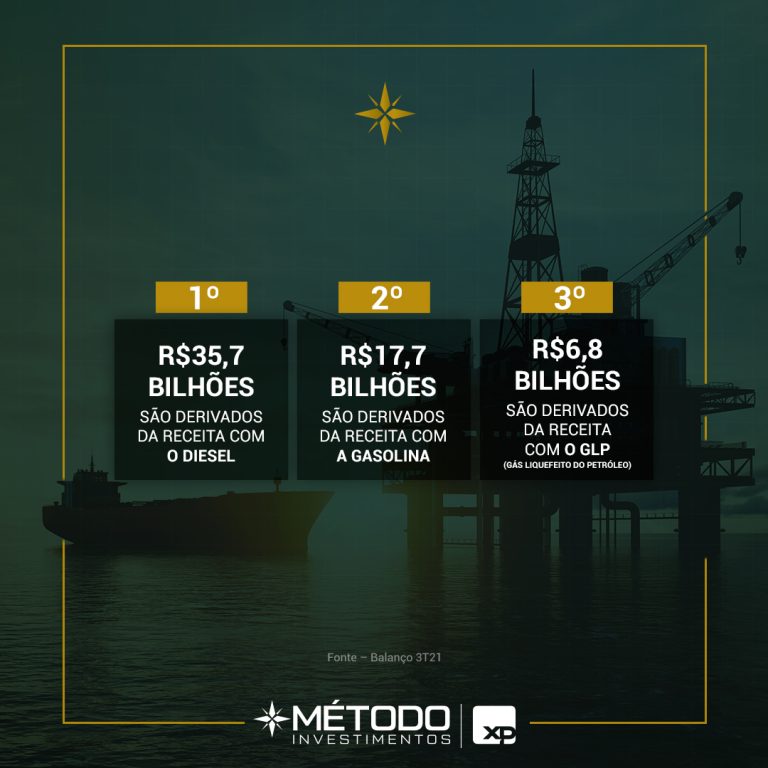 1º
R$35,7
BILHÕES
SÃO DERIVADOS
DA RECEITA COM
O DIESEL
2º
R$17,7
BILHÕES
SÃO DERIVADOS
DA RECEITA COM
A GASOLINA
3º
R$6,8
BILHÕES
SÃO DERIVADOS
DA RECEITA
COM O GLP
(GÁS LIQUEFEITO DO PETRÓLEO)
Fonte – Balanço 3T21
MÉTODO
INVESTIMENTOS
xp